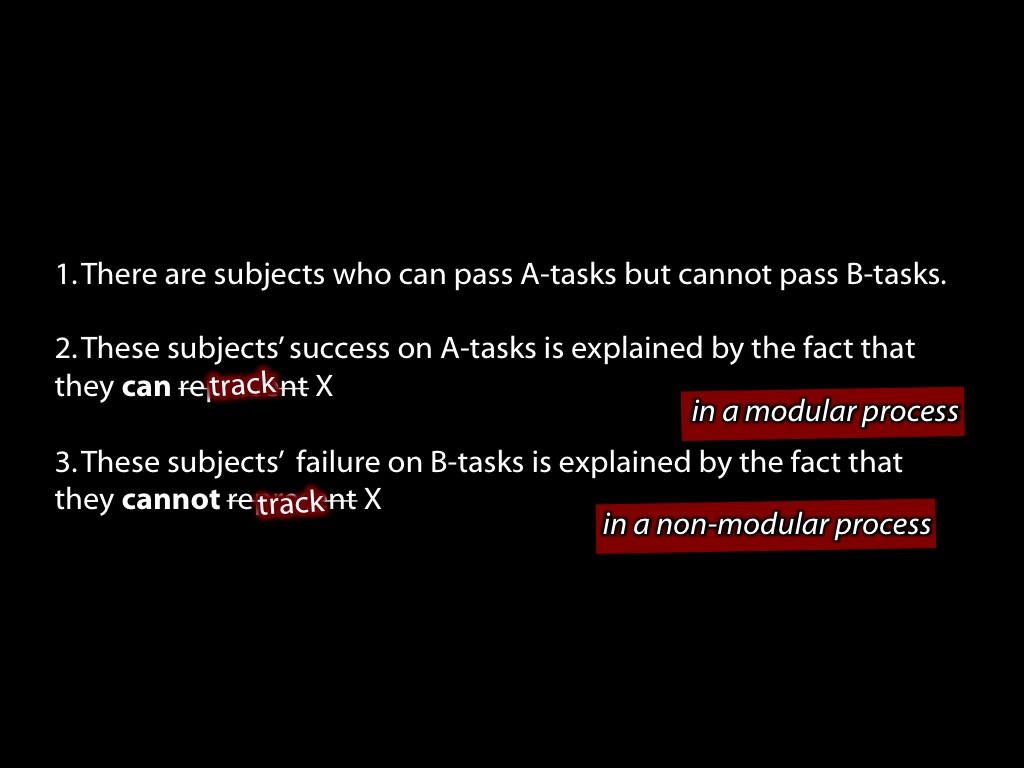 1. There are subjects who can pass A-tasks but cannot pass B-tasks.
2. These subjects’ success on A-tasks is explained by the fact that
they can re track nt X
in a modular process
3. These subjects’  failure on B-tasks is explained by the fact that
they cannot re track nt X
in a non-modular process